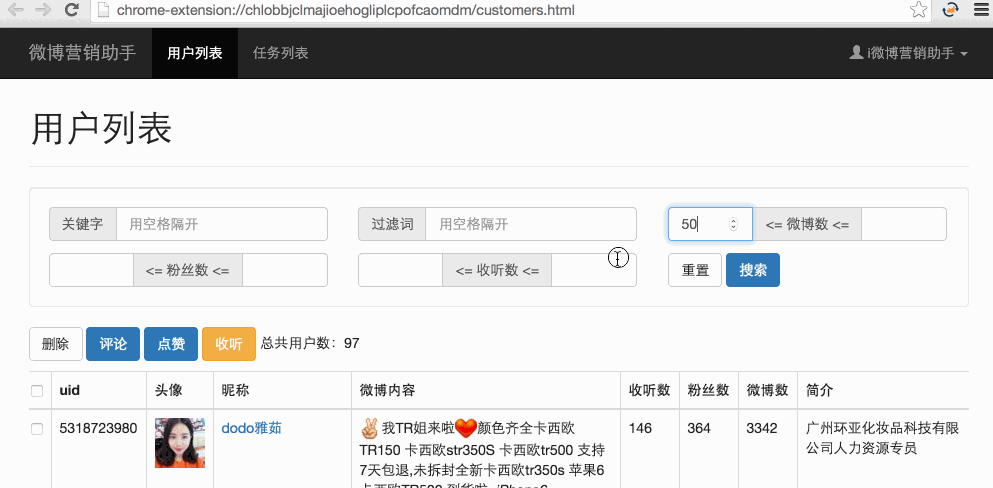 chrome-extension://chlobbjclmajioehogliplcpofcaomdm/customers.html
微博营销助手 用户列表 任务列表 i微博营销助手
用户列表
关键字 用空格隔开 过滤词 用空格隔开 50 <= 微博数 <=
<= 粉丝数 <= <= 收听数 <= 重置 搜索
删除 评论 点赞 收听 总共用户数：97
uid 头像 昵称 微博内容 收听数 粉丝数 微博数 简介
5318723980 dodo雅茹 我TR姐来啦 颜色齐全卡西欧 146 364 3342 广州环亚化妆品科技有限
TR150 卡西欧str350S 卡西欧tr500 支持 公司人力资源专员
7天包退,未拆封全新卡西欧tr350s 苹果6